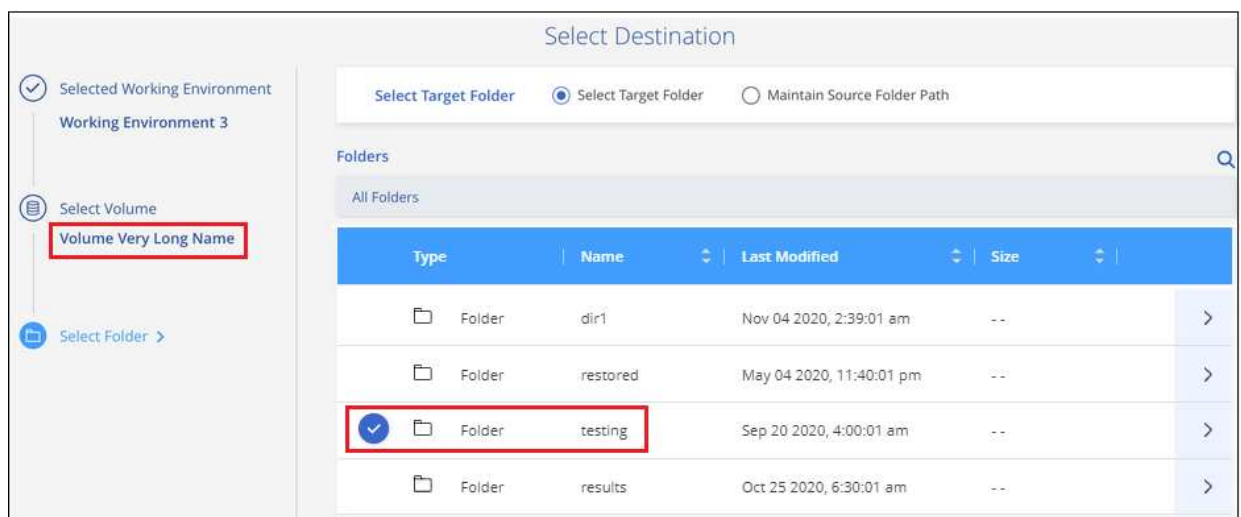 Select Destination
Selected Working Environment
Working Environment 3
Select Volume
Volume Very Long Name
Select Folder >
Select Target Folder Select Target Folder Maintain Source Folder Path
Folders
All Folders
Type Name Last Modified Size
Folder dir1 Nov 04 2020, 2:39:01 am --
Folder restored May 04 2020, 11:40:01 pm --
Folder testing Sep 20 2020, 4:00:01 am --
Folder results Oct 25 2020, 6:30:01 am --